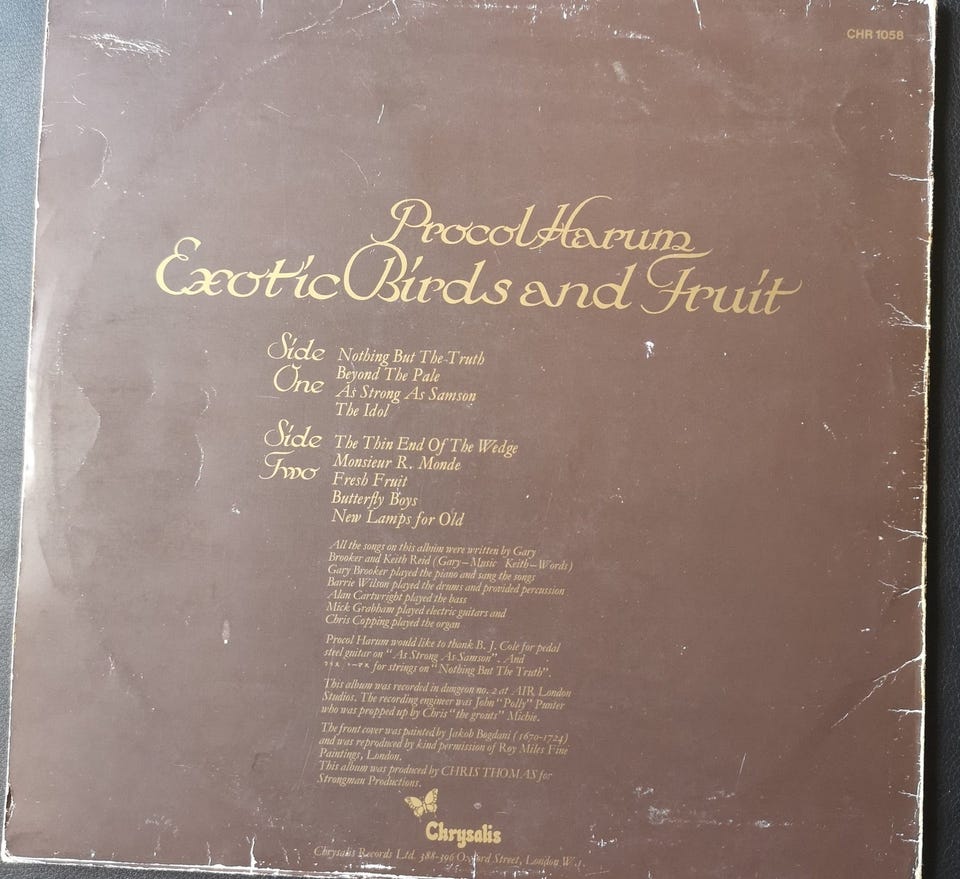 CHR 1058
Procol Harum
Exotic Birds and Fruit
Side One
Nothing But The Truth
Beyond The Pale
As Strong As Samson
The Idol
Side Two
The Thin End Of The Wedge
Monsieur R. Monde
Fresh Fruit
Butterfly Boys
New Lamps for Old
All the songs on this album were written by Gary
Brooker and Keith Reid (Gary–Music Keith–Words)
Gary Brooker played the piano and sang the songs
Barrie Wilson played the drums and provided percussion
Alan Cartwright played the bass
Mick Grabham played electric guitars and
Chris Copping played the organ
Procol Harum would like to thank B. J. Cole for pedal
steel guitar on "As Strong As Samson". And
for strings on "Nothing But The Truth".
This album was recorded in dungeon no. 2 at AIR London
Studios. The recording engineer was John "Polly" Punter
who was propped up by Chris "the grouts" Michie.
The front cover was painted by Jakob Bogdani (1670-1724)
and was reproduced by kind permission of Roy Miles Fine
Paintings, London.
This album was produced by CHRIS THOMAS for
Strongman Productions.
Chrysalis
Chrysalis Records Ltd. 388-396 Oxford Street, London W.1.